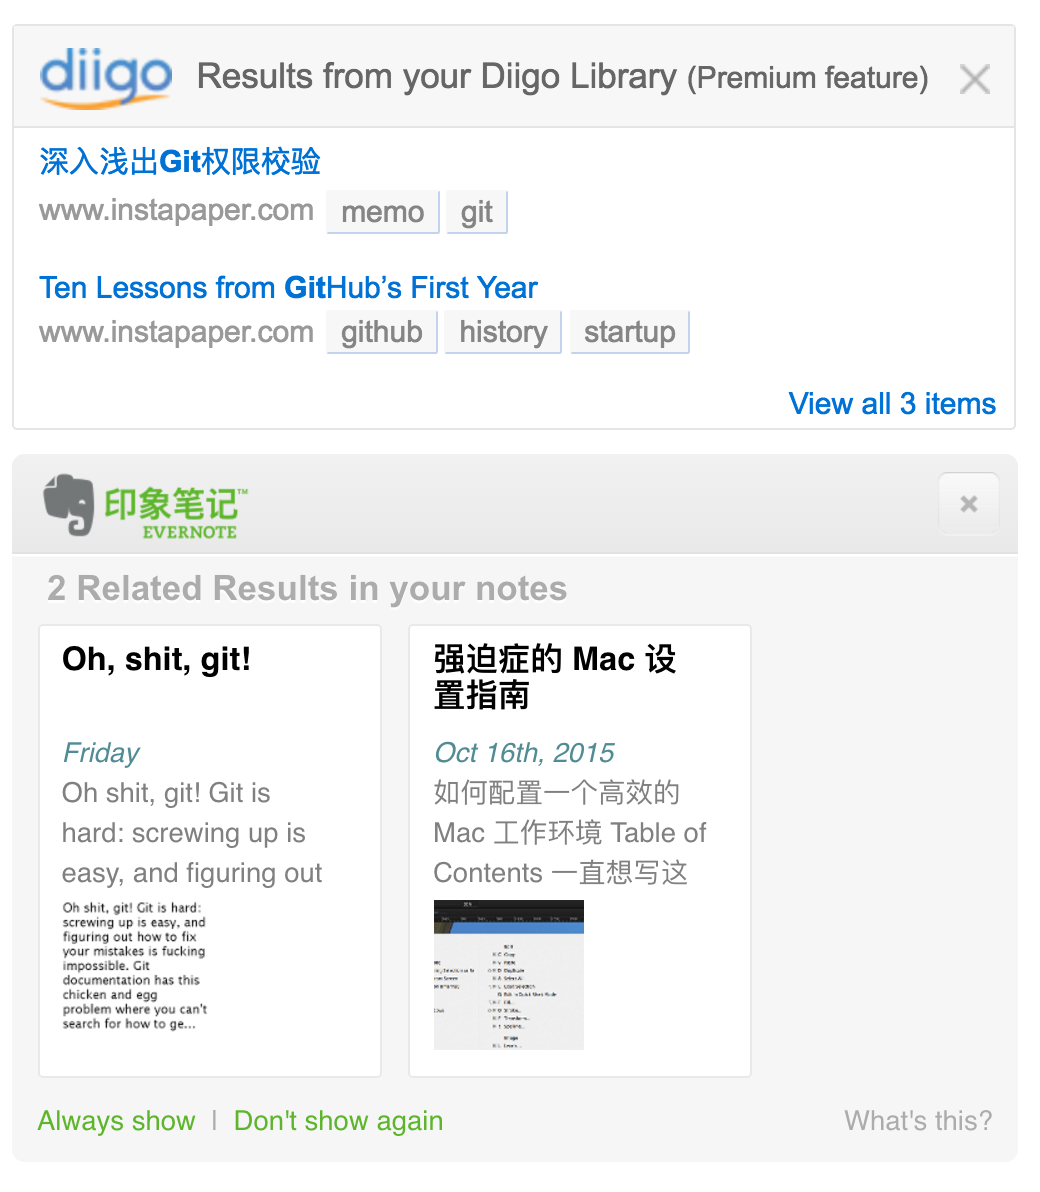 diigo Results from your Diigo Library (Premium feature)
深入浅出Git权限校验
www.instapaper.com memo git
Ten Lessons from GitHub’s First Year
www.instapaper.com github history startup
View all 3 items
印象笔记™
EVERNOTE
2 Related Results in your notes
Oh, shit, git!
Friday
Oh shit, git! Git is
hard: screwing up is
easy, and figuring out
Oh shit, git! Git is hard:
screwing up is easy, and
figuring out how to fix
your mistakes is fucking
impossible. Git
documentation has this
chicken and egg
problem where you can't
search for how to ge...
强迫症的 Mac 设
置指南
Oct 16th, 2015
如何配置一个高效的
Mac 工作环境 Table of
Contents 一直想写这
Copy
Duplicate
Select All
Transform...
Spelling...
Image
Always show | Don't show again
What's this?